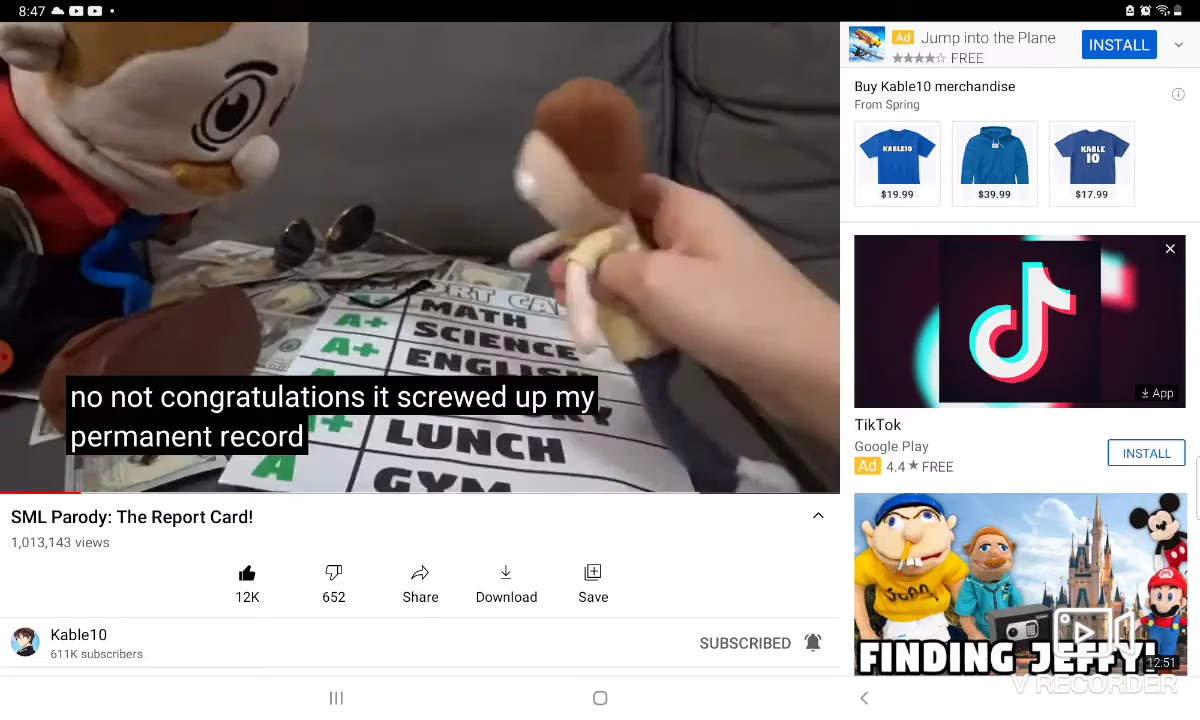 8:47
Ad Jump into the Plane
FREE
INSTALL
Buy Kable10 merchandise
From Spring
KABLE10
$19.99
$39.99
KABLE
10
$17.99
MATH
A+
SCIENCE
A+
ENGLISH
no not congratulations it screwed up my
permanent record
LUNCH
A
GYM
App
TikTok
Google Play
Ad 4.4 ★ FREE
INSTALL
SML Parody: The Report Card!
1,013,143 views
12K
652
Share
Download
Save
Kable10
611K subscribers
SUBSCRIBED
FINDING JEFFY!
12:51
V RECORDER